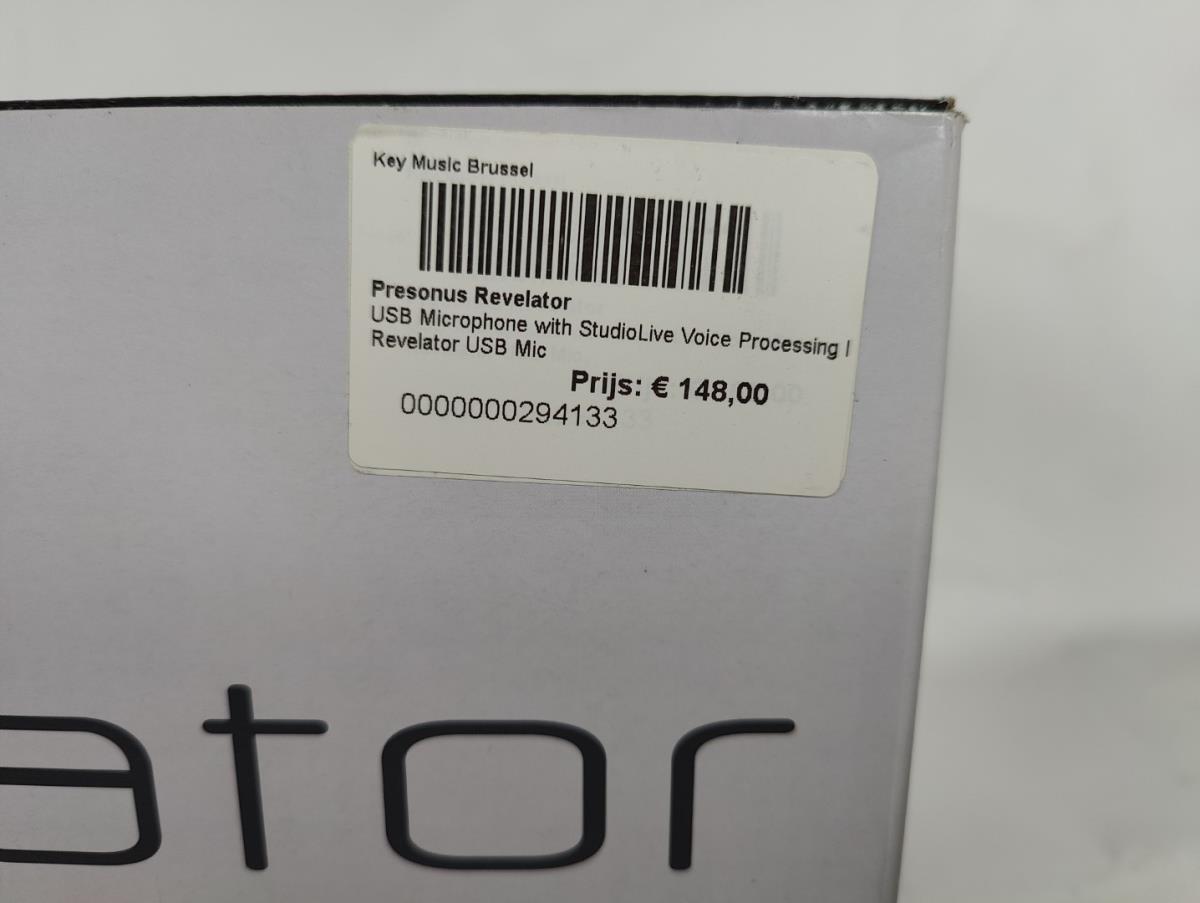 Key Music Brussel
Presonus Revelator
USB Microphone with StudioLive Voice Processing I
Revelator USB Mic
Prijs: € 148,00
0000000294133
ator